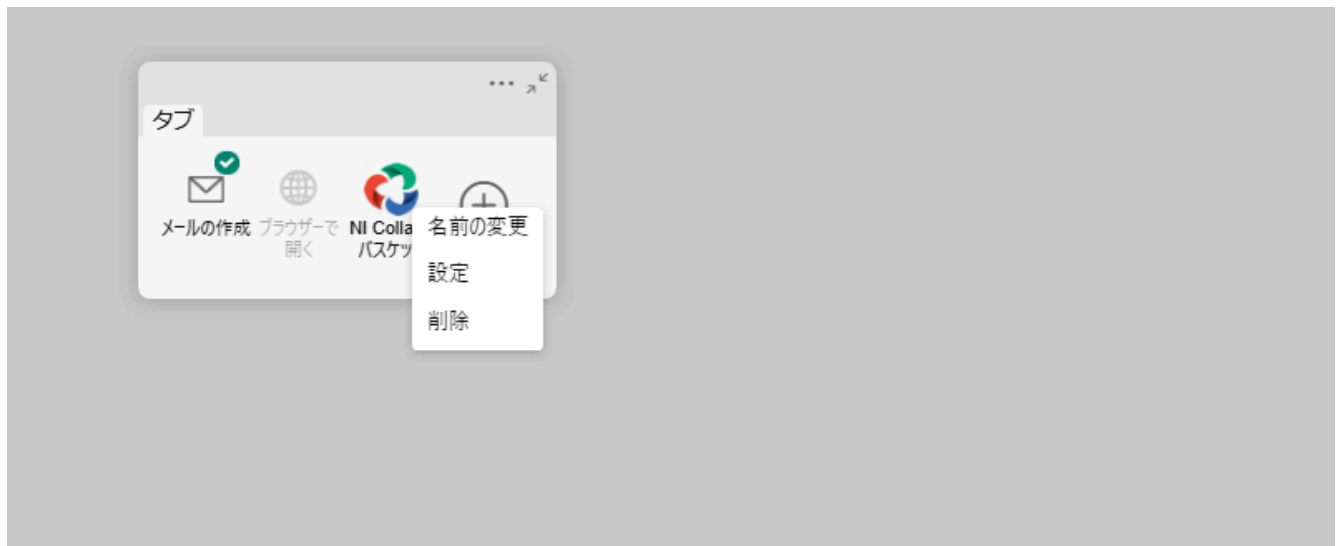 タブ
メールの作成
ブラウザーで
開く
NI Colla
バスケッ
名前の変更
設定
削除